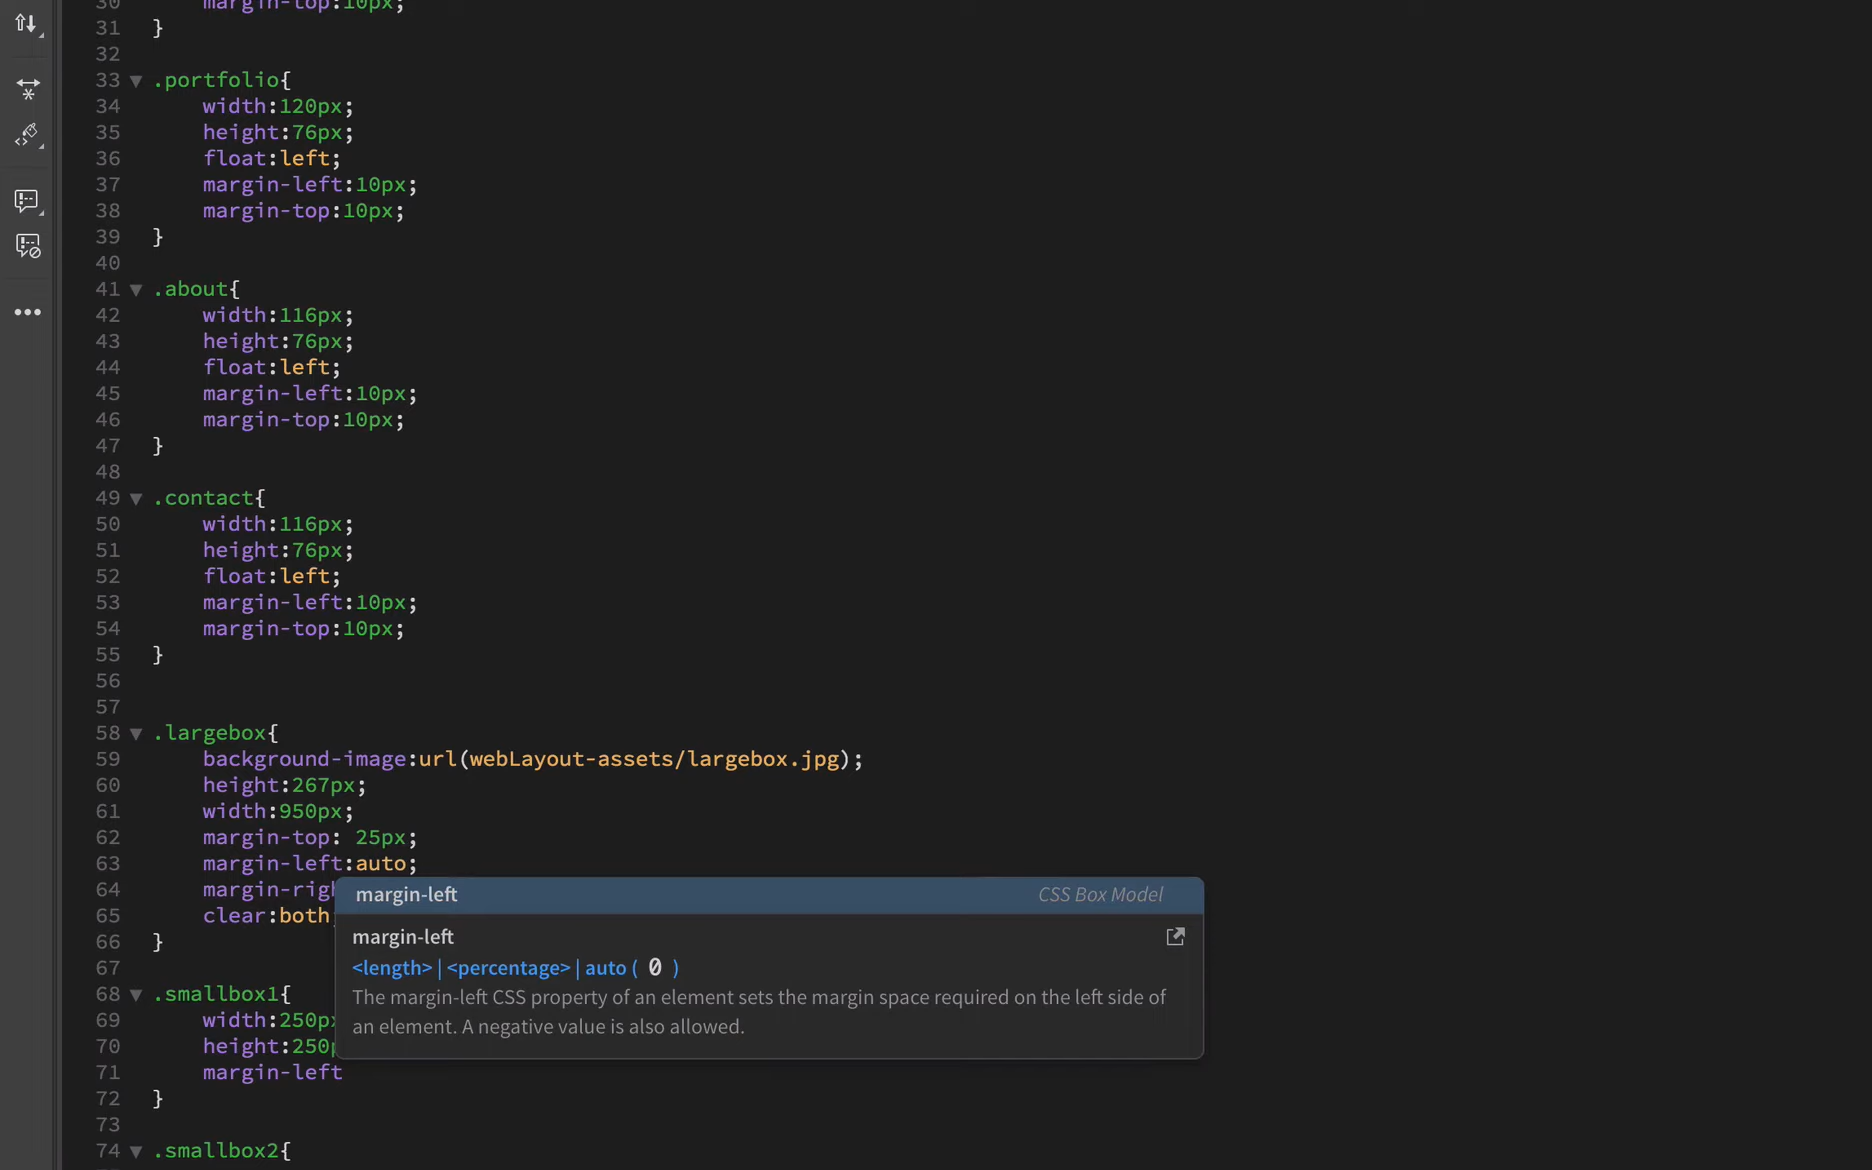 30 margin-top:10px;
31 }
32
33 ▼ .portfolio{
34 width:120px;
35 height:76px;
36 float:left;
37 margin-left:10px;
38 margin-top:10px;
39 }
40
41 ▼ .about{
42 width:116px;
43 height:76px;
44 float:left;
45 margin-left:10px;
46 margin-top:10px;
47 }
48
49 ▼ .contact{
50 width:116px;
51 height:76px;
52 float:left;
53 margin-left:10px;
54 margin-top:10px;
55 }
56
57
58 ▼ .largebox{
59 background-image:url(webLayout-assets/largebox.jpg);
60 height:267px;
61 width:950px;
62 margin-top: 25px;
63 margin-left:auto;
64 margin-righ
65 clear:both
66 }
67
68 ▼ .smallbox1{
69 width:250px
70 height:250p
71 margin-left
72 }
73
74 ▼ .smallbox2{
margin-left CSS Box Model
margin-left
<length> | <percentage> | auto ( 0 )
The margin-left CSS property of an element sets the margin space required on the left side of
an element. A negative value is also allowed.